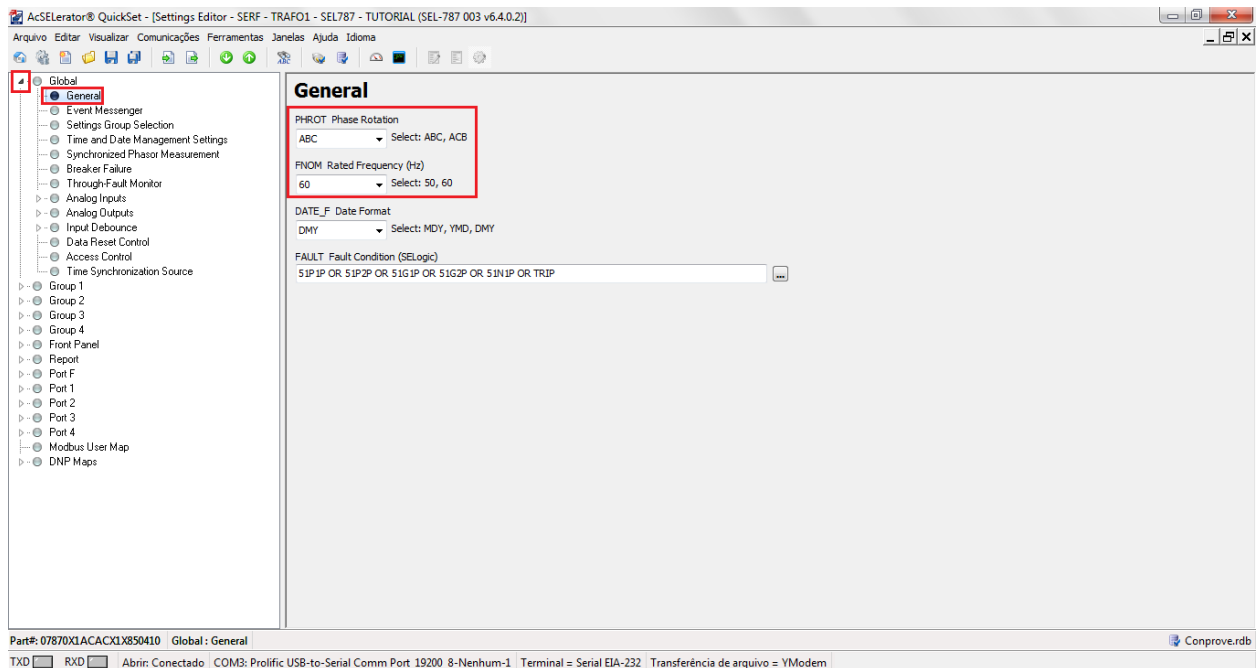 AcSELerator® QuickSet - [Settings Editor - SERF - TRAFO1 - SEL787 - TUTORIAL (SEL-787 003 v6.4.0.2)]
Arquivo Editar Visualizar Comunicações Ferramentas Janelas Ajuda Idioma
Global
General
Event Messenger
Settings Group Selection
Time and Date Management Settings
Synchronized Phasor Measurement
Breaker Failure
Through-Fault Monitor
Analog Inputs
Analog Outputs
Input Debounce
Data Reset Control
Access Control
Time Synchronization Source
Group 1
Group 2
Group 3
Group 4
Front Panel
Report
Port F
Port 1
Port 2
Port 3
Port 4
Modbus User Map
DNP Maps
General
PHROT Phase Rotation
ABC Select: ABC, ACB
FNOM Rated Frequency (Hz)
60 Select: 50, 60
DATE_F Date Format
DMY Select: MDY, YMD, DMY
FAULT Fault Condition (SELogic)
51P1P OR 51P2P OR 51G1P OR 51G2P OR 51N1P OR TRIP ...
Part#: 07870X1ACACX1X850410 Global : General Conprove.rdb
TXD RXD Abrir: Conectado COM3: Prolific USB-to-Serial Comm Port 19200 8-Nenhum-1 Terminal = Serial EIA-232 Transferência de arquivo = YModem